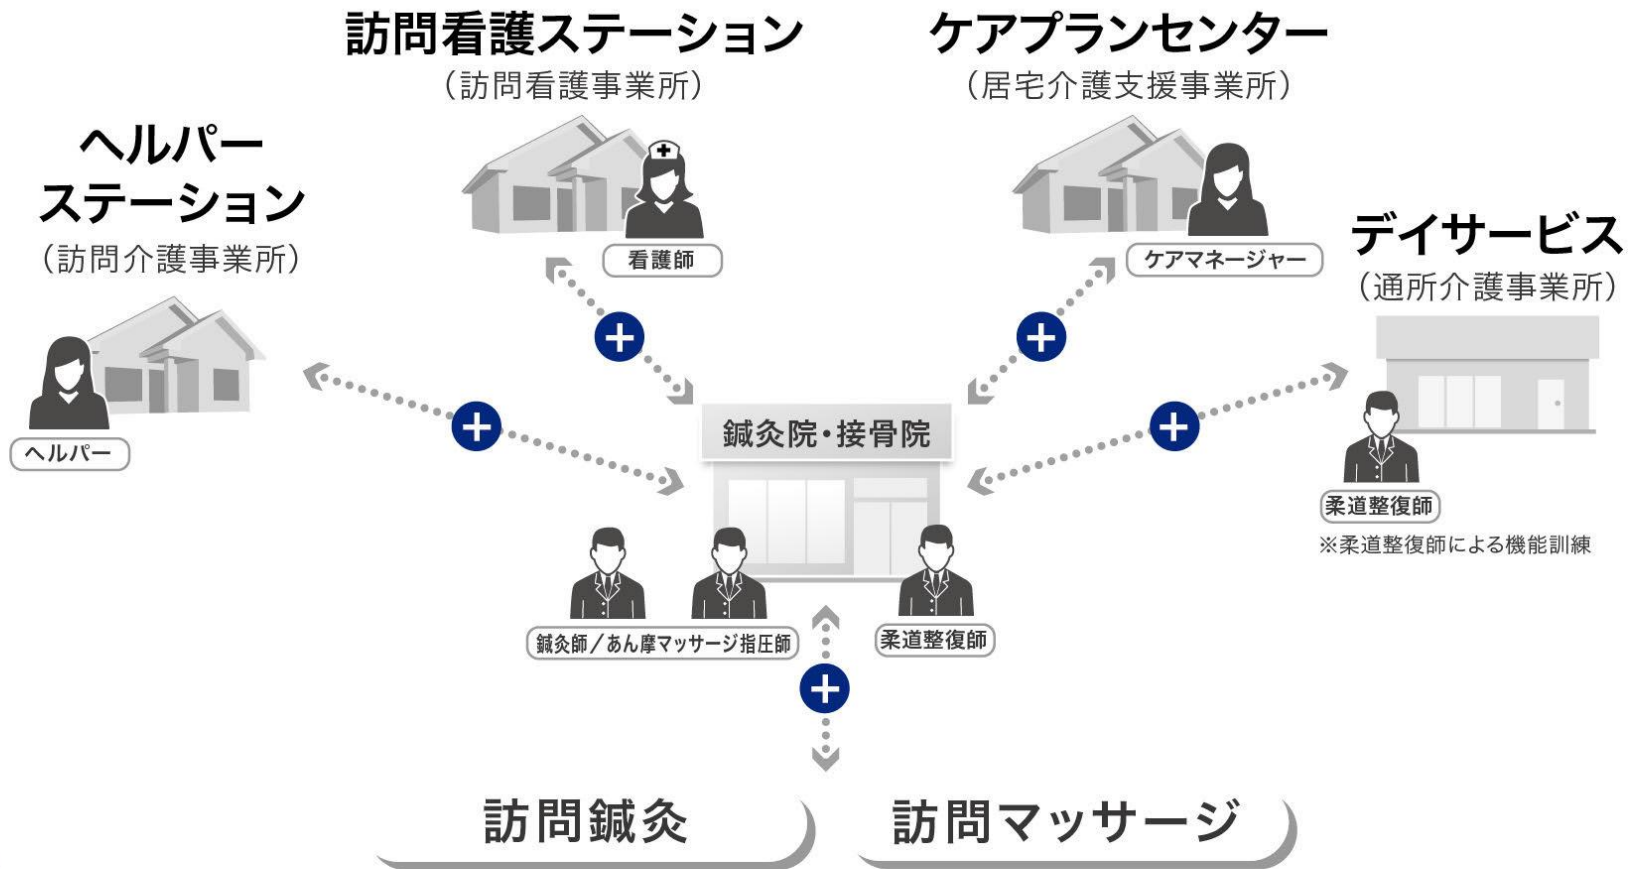 訪問看護ステーション
（訪問看護事業所）
ケアプランセンター
（居宅介護支援事業所）
ヘルパー
ステーション
（訪問介護事業所）
デイサービス
（通所介護事業所）
看護師
ケアマネージャー
ヘルパー
鍼灸院・接骨院
柔道整復師
※柔道整復師による機能訓練
鍼灸師／あん摩マッサージ指圧師
柔道整復師
訪問鍼灸
訪問マッサージ